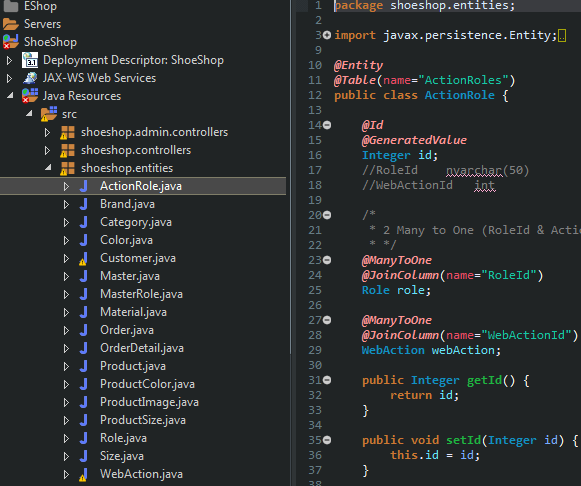 EShop
Servers
ShoeShop
Deployment Descriptor: ShoeShop
JAX-WS Web Services
Java Resources
src
shoeshop.admin.controllers
shoeshop.controllers
shoeshop.entities
ActionRole.java
Brand.java
Category.java
Color.java
Customer.java
Master.java
MasterRole.java
Material.java
Order.java
OrderDetail.java
Product.java
ProductColor.java
ProductImage.java
ProductSize.java
Role.java
Size.java
WebAction.java
1 package shoeshop.entities;
2
3 import javax.persistence.Entity;
10 @Entity
11 @Table(name="ActionRoles")
12 public class ActionRole {
13
14 @Id
15 @GeneratedValue
16 Integer id;
17 //RoleId nyarchar(50)
18 //WebActionId int
19
20 /*
21 * 2 Many to One (RoleId & Actio
22 * */
23 @ManyToOne
24 @JoinColumn(name="RoleId")
25 Role role;
26
27 @ManyToOne
28 @JoinColumn(name="WebActionId")
29 WebAction webAction;
30
31 public Integer getId() {
32 return id;
33 }
34
35 public void setId(Integer id) {
36 this.id = id;
37 }
38